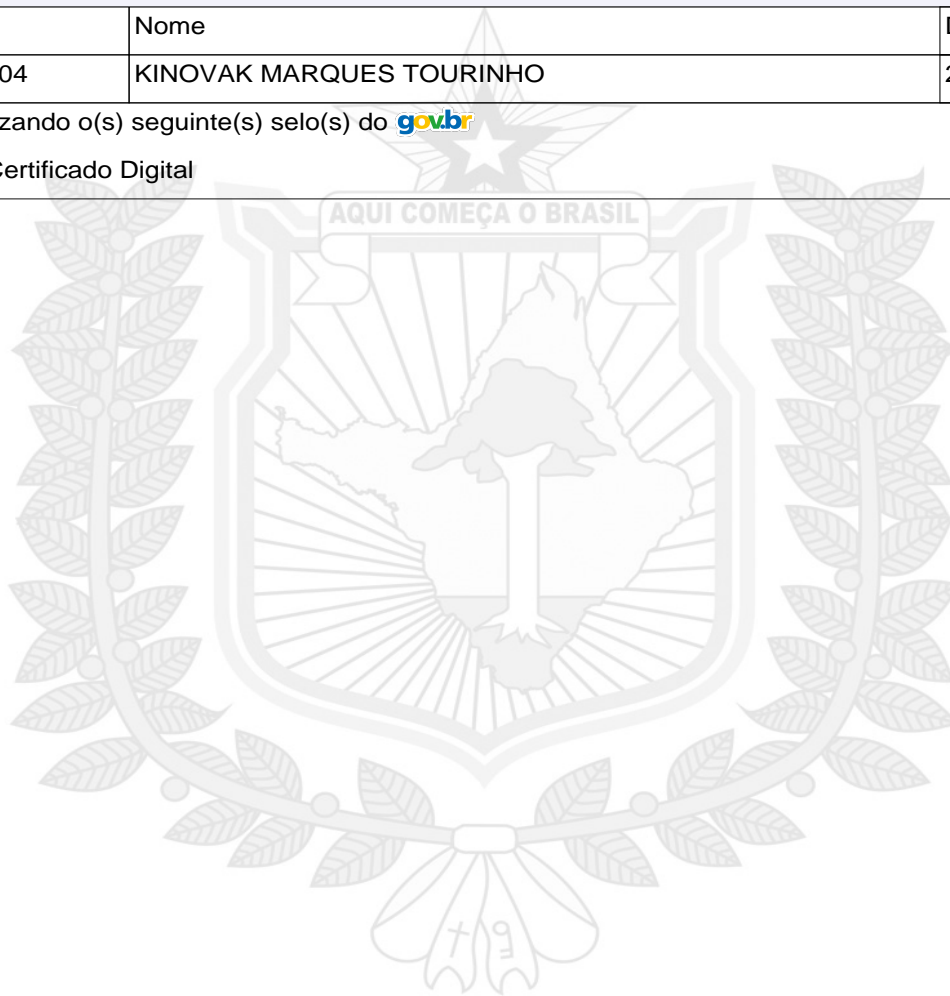 Nome
04 KINOVAK MARQUES TOURINHO
zando o(s) seguinte(s) selo(s) do gov.br
Certificado Digital
AQUI COMEÇA O BRASIL